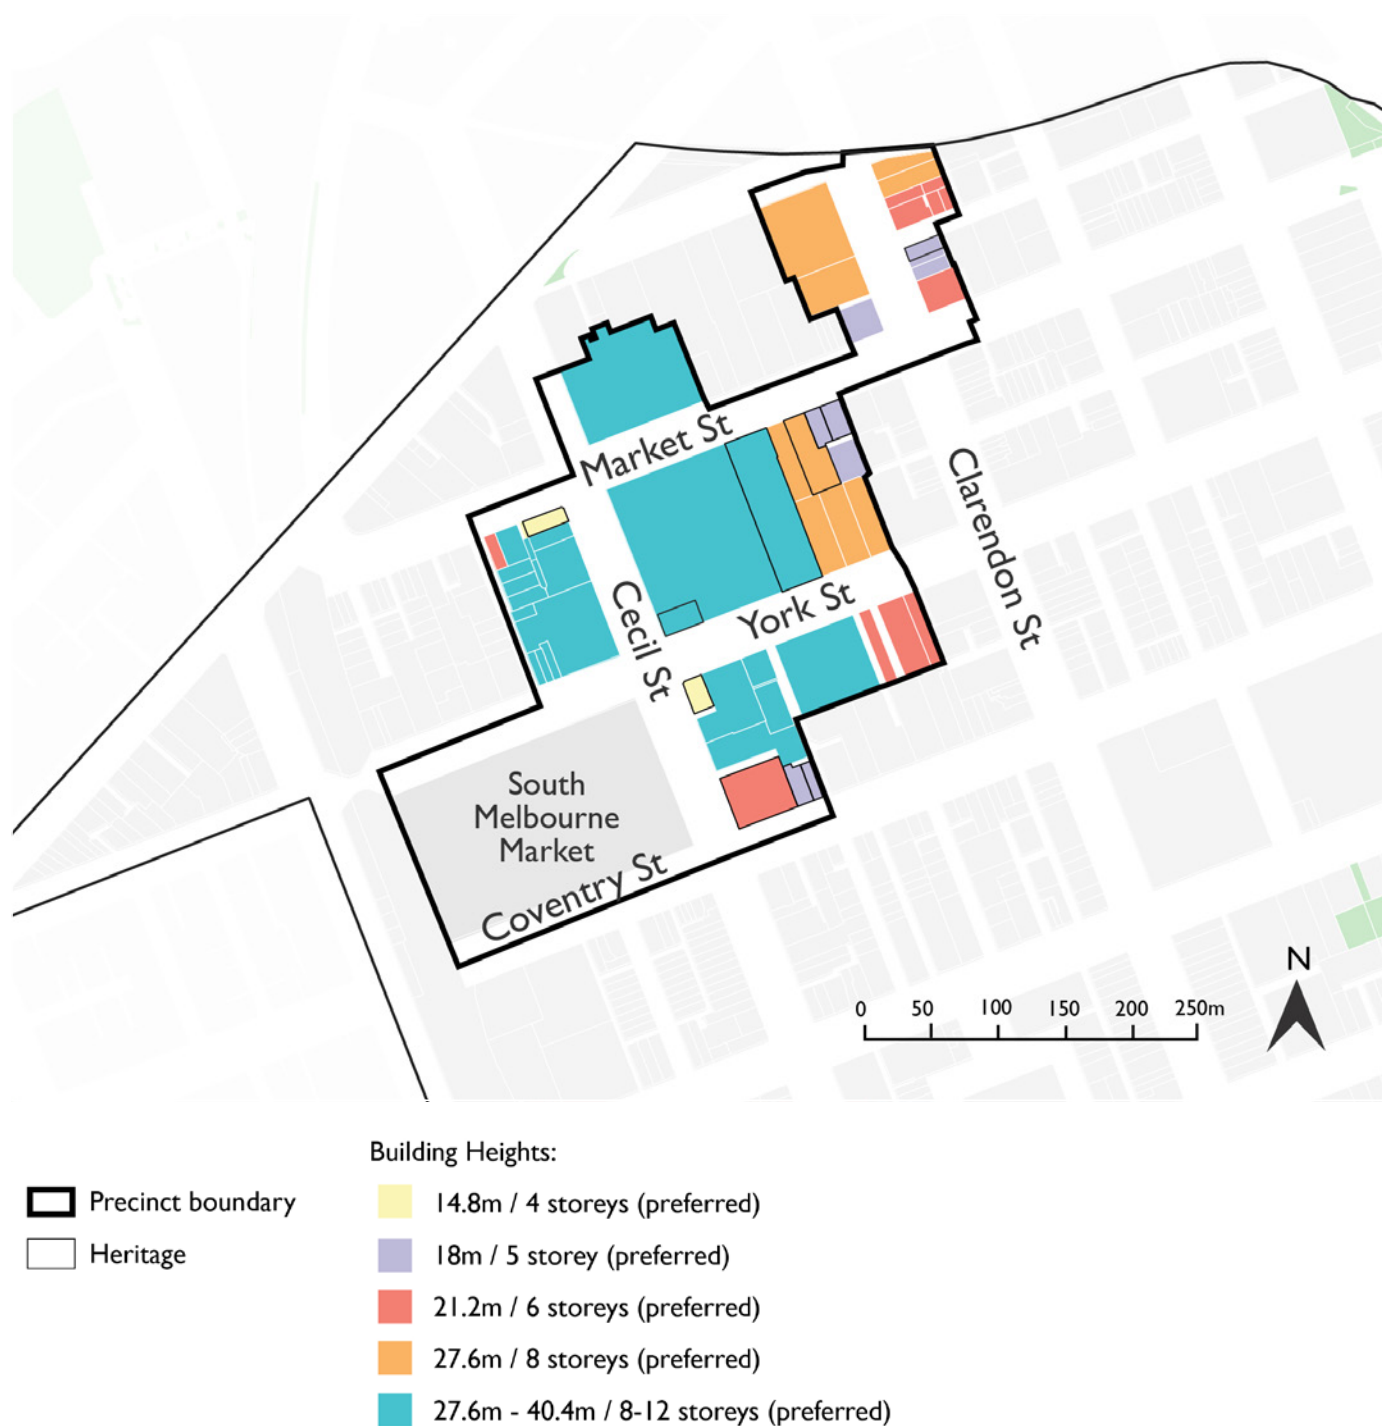 Market St
Clarendon St
Cecil St
York St
South
Melbourne
Market
Coventry St
N
0 50 100 150 200 250m
Building Heights:
Precinct boundary
Heritage
14.8m / 4 storeys (preferred)
18m / 5 storey (preferred)
21.2m / 6 storeys (preferred)
27.6m / 8 storeys (preferred)
27.6m - 40.4m / 8-12 storeys (preferred)